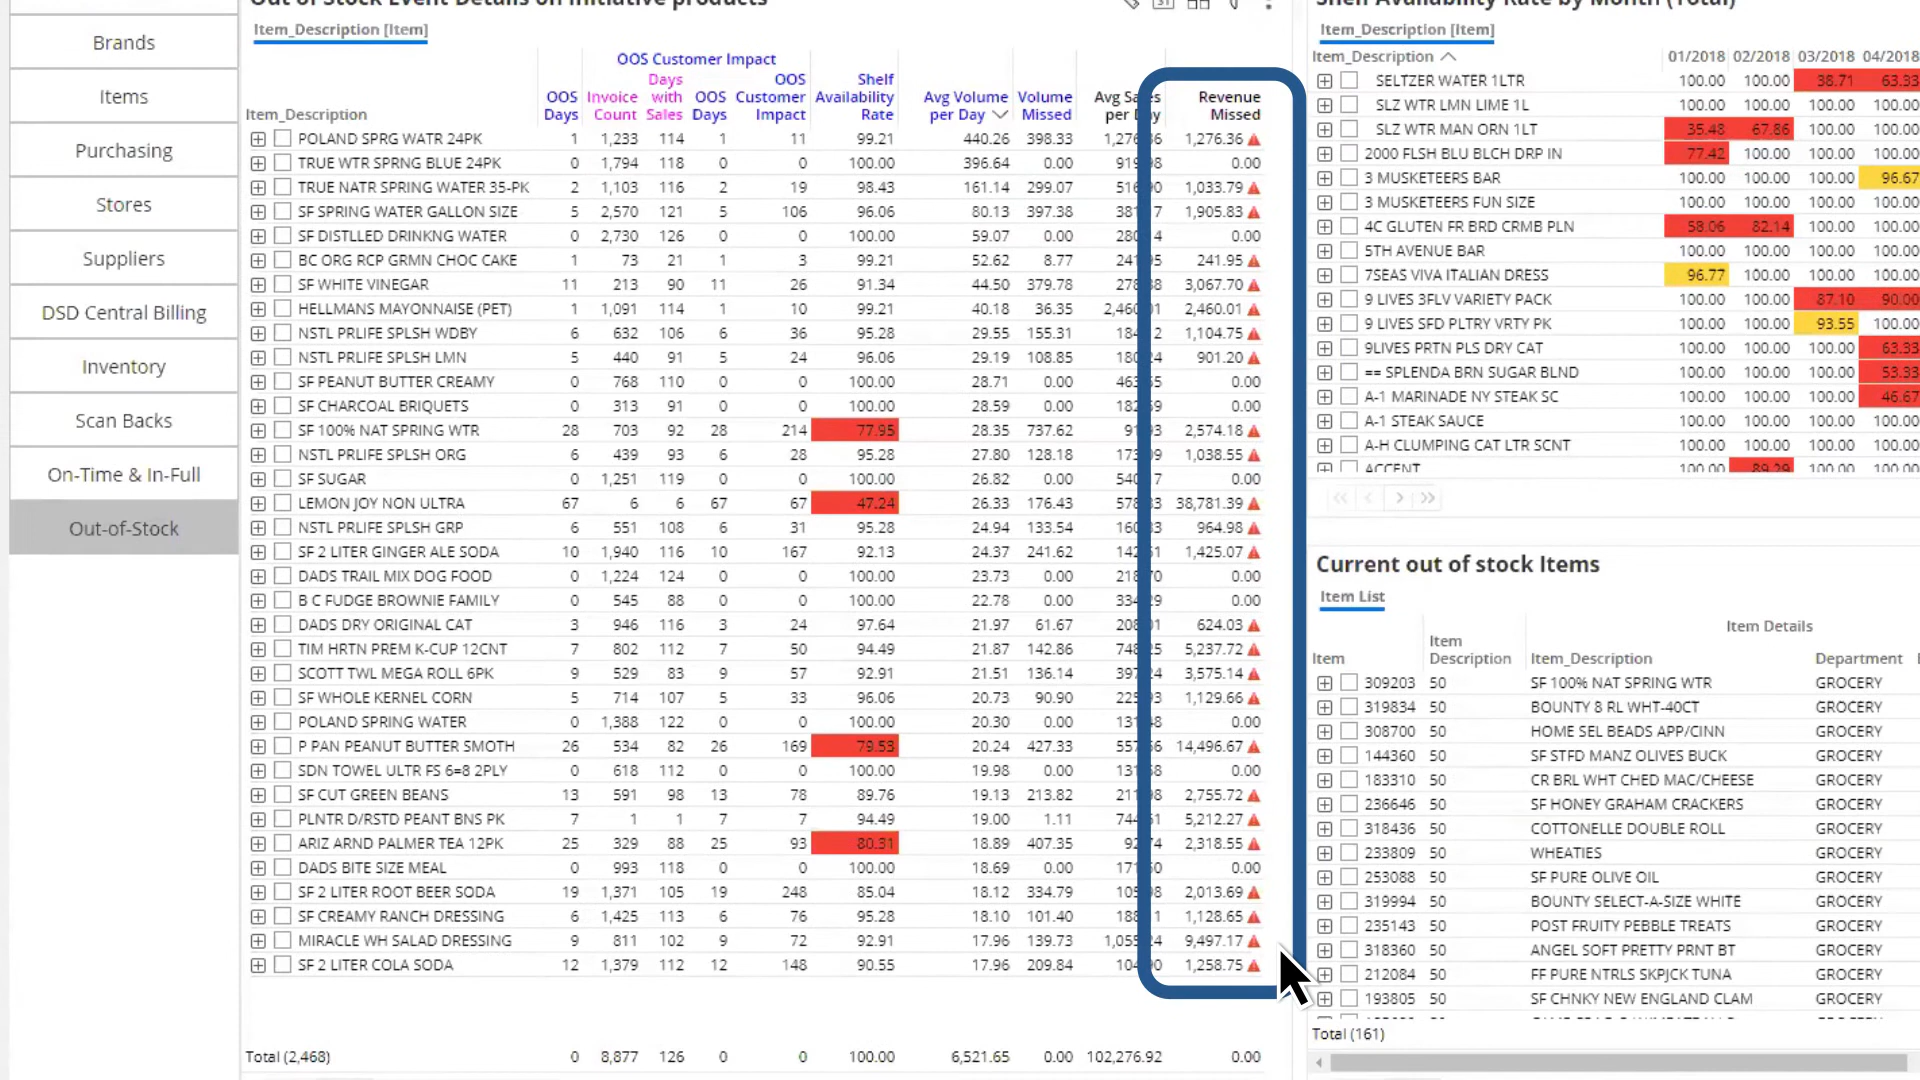 Out of Stock Event Details on Initiative products
Item_Description [Item]
OOS Customer Impact
Item_Description OOS Days Invoice Count Days with Sales OOS Days OOS Customer Impact Shelf Availability Rate Avg Volume per Day Volume Missed Avg Sales per Day Revenue Missed
POLAND SPRG WATR 24PK 1 1,233 114 1 11 99.21 440.26 398.33 1,276.36 1,276.36
TRUE WTR SPRNG BLUE 24PK 0 1,794 118 0 0 100.00 396.64 0.00 0.00
TRUE NATR SPRING WATER 35-PK 2 1,103 116 2 19 98.43 161.14 299.07 1,033.79
SF SPRING WATER GALLON SIZE 5 2,570 121 5 106 96.06 80.13 397.38 1,905.83
SF DISTLLED DRINKNG WATER 0 2,730 126 0 0 100.00 59.07 0.00 0.00
BC ORG RCP GRMN CHOC CAKE 1 73 21 1 3 99.21 52.62 8.77 241.95 241.95
SF WHITE VINEGAR 11 213 90 11 26 91.34 44.50 379.78 3,067.70
HELLMANS MAYONNAISE (PET) 1 1,091 114 1 10 99.21 40.18 36.35 2,460.01 2,460.01
NSTL PRLIFE SPLSH WDBY 6 632 106 6 36 95.28 29.55 155.31 1,104.75
NSTL PRLIFE SPLSH LMN 5 440 91 5 24 96.06 29.19 108.85 901.20
SF PEANUT BUTTER CREAMY 0 768 110 0 0 100.00 28.71 0.00 0.00
SF CHARCOAL BRIQUETS 0 313 91 0 0 100.00 28.59 0.00 0.00
SF 100% NAT SPRING WTR 28 703 92 28 214 77.95 28.35 737.62 2,574.18
NSTL PRLIFE SPLSH ORG 6 439 93 6 28 95.28 27.80 128.18 1,038.55
SF SUGAR 0 1,251 119 0 0 100.00 26.82 0.00 0.00
LEMON JOY NON ULTRA 67 6 6 67 67 47.24 26.33 176.43 38,781.39
NSTL PRLIFE SPLSH GRP 6 551 108 6 31 95.28 24.94 133.54 964.98
SF 2 LITER GINGER ALE SODA 10 1,940 116 10 167 92.13 24.37 241.62 1,425.07
DADS TRAIL MIX DOG FOOD 0 1,224 124 0 0 100.00 23.73 0.00 0.00
B C FUDGE BROWNIE FAMILY 0 545 88 0 0 100.00 22.78 0.00 0.00
DADS DRY ORIGINAL CAT 3 946 116 3 24 97.64 21.97 61.67 624.03
TIM HRTN PREM K-CUP 12CNT 7 802 112 7 50 94.49 21.87 142.86 5,237.72
SCOTT TWL MEGA ROLL 6PK 9 529 83 9 57 92.91 21.51 136.14 3,575.14
SF WHOLE KERNEL CORN 5 714 107 5 33 96.06 20.73 90.90 1,129.66
POLAND SPRING WATER 0 1,388 122 0 0 100.00 20.30 0.00 0.00
P PAN PEANUT BUTTER SMOTH 26 534 82 26 169 79.53 20.24 427.33 14,496.67
SDN TOWEL ULTR FS 6=8 2PLY 0 618 112 0 0 100.00 19.98 0.00 0.00
SF CUT GREEN BEANS 13 591 98 13 78 89.76 19.13 213.82 2,755.72
PLNTR D/RSTD PEANT BNS PK 7 1 1 7 7 94.49 19.00 1.11 5,212.27
ARIZ ARND PALMER TEA 12PK 25 329 88 25 93 80.31 18.89 407.35 2,318.55
DADS BITE SIZE MEAL 0 993 118 0 0 100.00 18.69 0.00 0.00
SF 2 LITER ROOT BEER SODA 19 1,371 105 19 248 85.04 18.12 334.79 2,013.69
SF CREAMY RANCH DRESSING 6 1,425 113 6 76 95.28 18.10 101.40 1,128.65
MIRACLE WH SALAD DRESSING 9 811 102 9 72 92.91 17.96 139.73 9,497.17
SF 2 LITER COLA SODA 12 1,379 112 12 148 90.55 17.96 209.84 1,258.75
Total (2,468) 0 8,877 126 0 0 100.00 6,521.65 0.00 102,276.92 0.00
Brands
Items
Purchasing
Stores
Suppliers
DSD Central Billing
Inventory
Scan Backs
On-Time & In-Full
Out-of-Stock
Shelf Availability Rate by Month (Total)
Item_Description [Item]
Item_Description 01/2018 02/2018 03/2018 04/2018
SELTZER WATER 1LTR 100.00 100.00 38.71 63.33
SLZ WTR LMN LIME 1L 100.00 100.00 100.00 100.00
SLZ WTR MAN ORN 1LT 35.48 67.86 100.00 100.00
2000 FLSH BLU BLCH DRP IN 77.42 100.00 100.00 100.00
3 MUSKETEERS BAR 100.00 100.00 100.00 96.67
3 MUSKETEERS FUN SIZE 100.00 100.00 100.00 100.00
4C GLUTEN FR BRD CRMB PLN 58.06 82.14 100.00 100.00
5TH AVENUE BAR 100.00 100.00 100.00 100.00
7SEAS VIVA ITALIAN DRESS 96.77 100.00 100.00 100.00
9 LIVES 3FLV VARIETY PACK 100.00 100.00 87.10 90.00
9 LIVES SFD PLTRY VRTY PK 100.00 100.00 93.55 100.00
9LIVES PRTN PLS DRY CAT 100.00 100.00 100.00 63.33
== SPLENDA BRN SUGAR BLND 100.00 100.00 100.00 53.33
A-1 MARINADE NY STEAK SC 100.00 100.00 100.00 46.67
A-1 STEAK SAUCE 100.00 100.00 100.00 100.00
A-H CLUMPING CAT LTR SCNT 100.00 100.00 100.00 100.00
ACCENT 100.00 89.29 100.00 100.00
Current out of stock Items
Item List
Item Details
Item Item Description Item_Description Department
309203 50 SF 100% NAT SPRING WTR GROCERY
319834 50 BOUNTY 8 RL WHT-40CT GROCERY
308700 50 HOME SEL BEADS APP/CINN GROCERY
144360 50 SF STFD MANZ OLIVES BUCK GROCERY
183310 50 CR BRL WHT CHED MAC/CHEESE GROCERY
236646 50 SF HONEY GRAHAM CRACKERS GROCERY
318436 50 COTTONELLE DOUBLE ROLL GROCERY
233809 50 WHEATIES GROCERY
253088 50 SF PURE OLIVE OIL GROCERY
319994 50 BOUNTY SELECT-A-SIZE WHITE GROCERY
235143 50 POST FRUITY PEBBLE TREATS GROCERY
318360 50 ANGEL SOFT PRETTY PRNT BT GROCERY
212084 50 FF PURE NTRLS SKPJCK TUNA GROCERY
193805 50 SF CHNKY NEW ENGLAND CLAM GROCERY
Total (161)